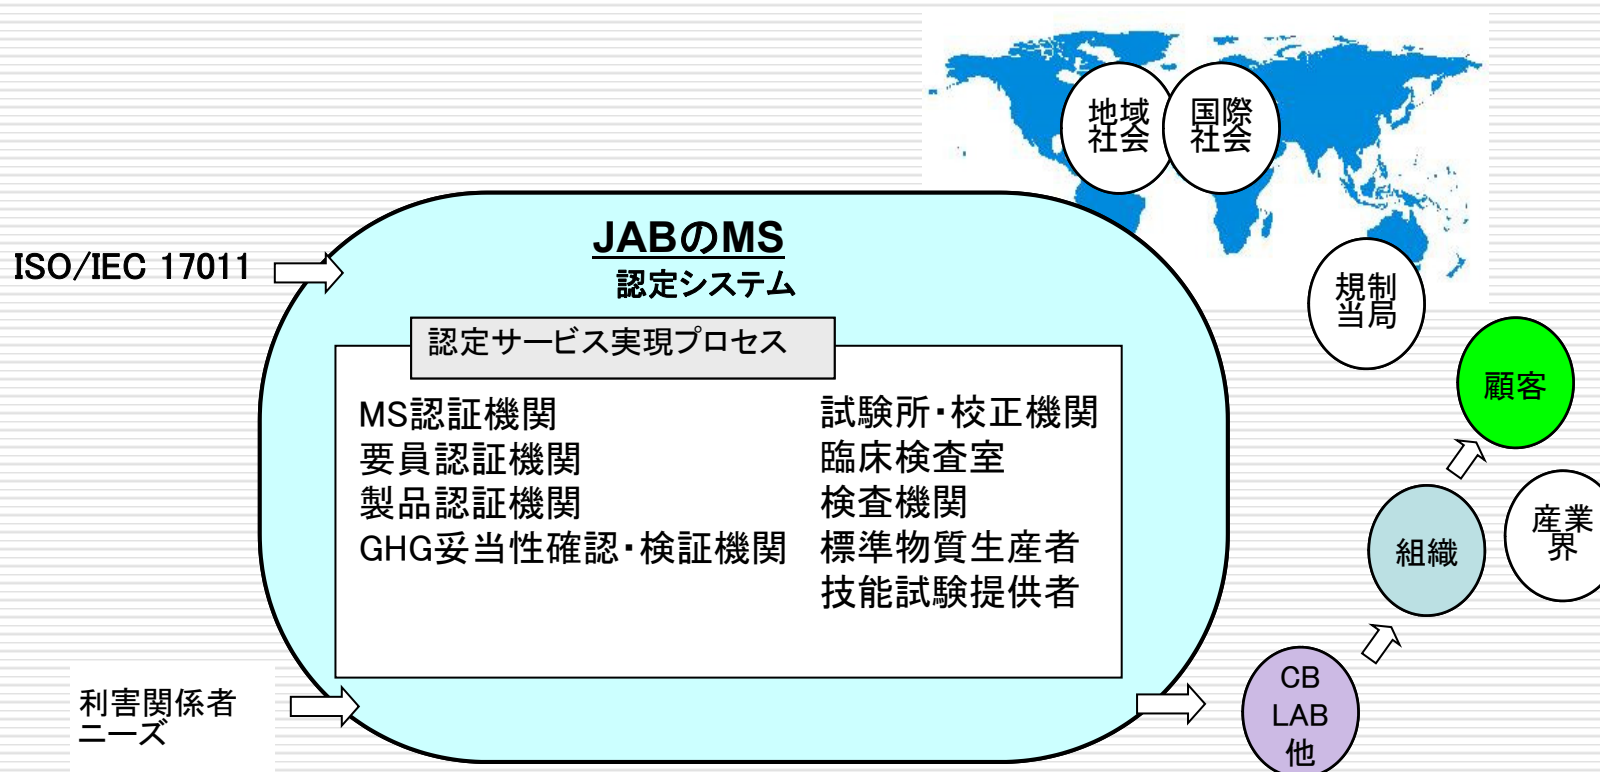 地域
社会
国際
社会
JABのMS
認定システム
ISO/IEC 17011
規制
当局
認定サービス実現プロセス
顧客
MS認証機関
要員認証機関
製品認証機関
GHG妥当性確認・検証機関
試験所・校正機関
臨床検査室
検査機関
標準物質生産者
技能試験提供者
産業
界
組織
利害関係者
ニーズ
CB
LAB
他